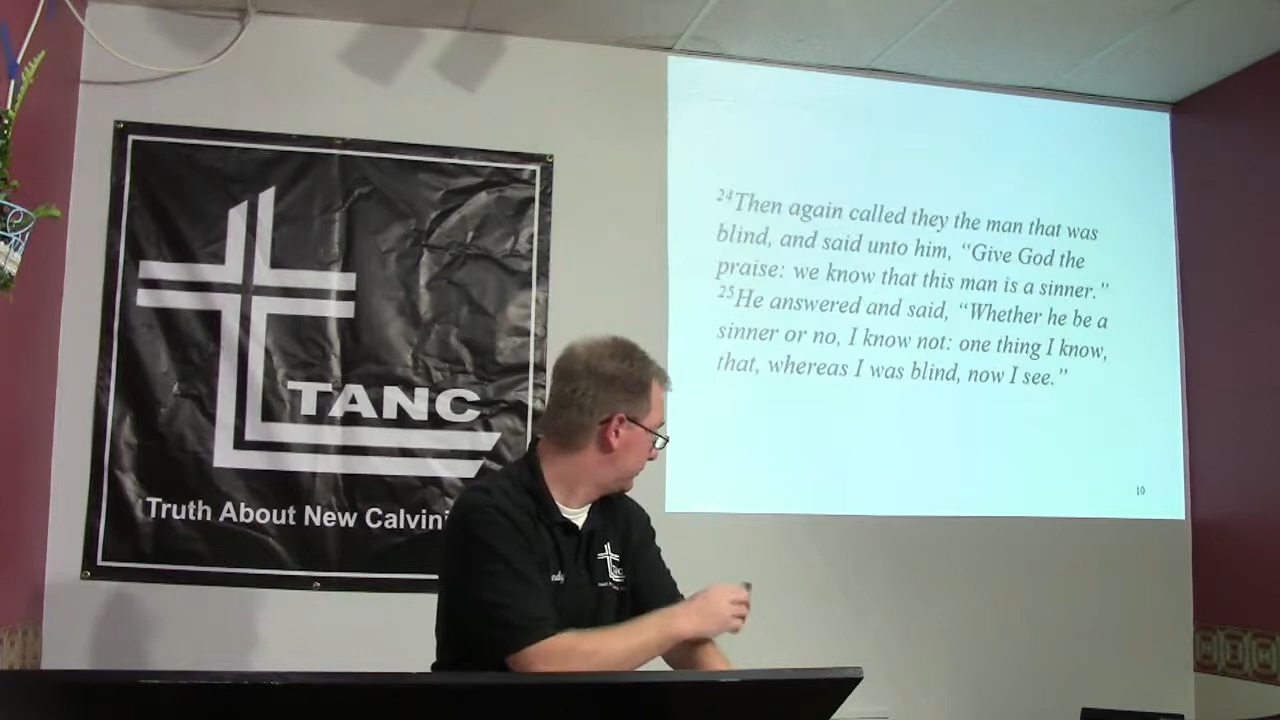 TANC
Truth About New Calvini
24Then again called they the man that was
blind, and said unto him, “Give God the
praise: we know that this man is a sinner.”
25He answered and said, “Whether he be a
sinner or no, I know not: one thing I know,
that, whereas I was blind, now I see.”
10